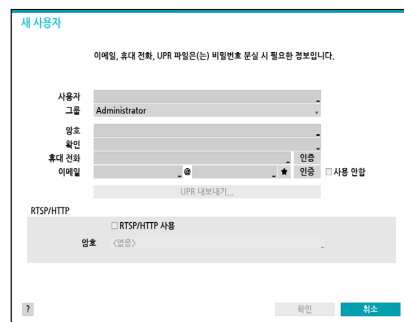 새 사용자
이메일, 휴대 전화, UPR 파일은(는) 비밀번호 분실 시 필요한 정보입니다.
사용자
그룹 Administrator
암호
확인
휴대 전화 인증
이메일 @ ★ 인증 사용 안함
UPR 내보내기...
RTSP/HTTP
RTSP/HTTP 사용
암호 <없음>
? 확인 취소